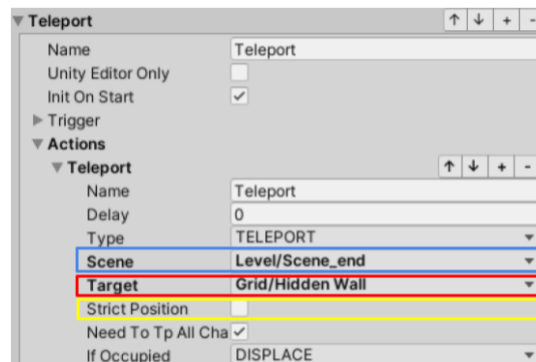 Teleport
Name Teleport
Unity Editor Only
Init On Start
Trigger
Actions
Teleport
Name Teleport
Delay 0
Type TELEPORT
Scene Level/Scene_end
Target Grid/Hidden Wall
Strict Position
Need To Tp All Cha
If Occupied DISPLACE